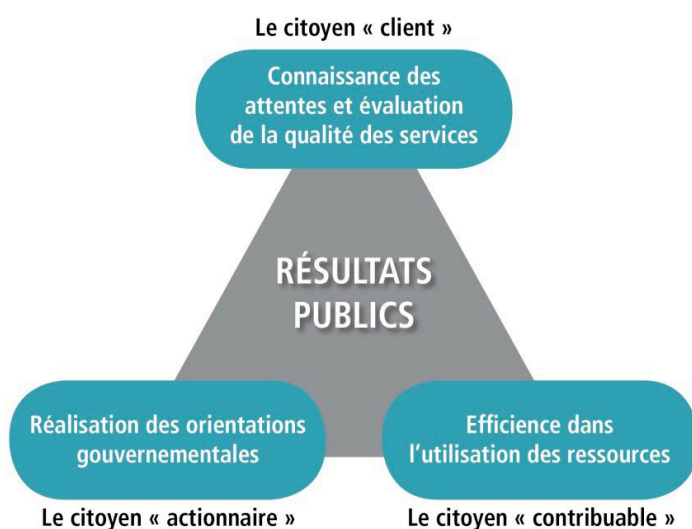 Le citoyen « client »
Connaissance des
attentes et évaluation
de la qualité des services
RÉSULTATS
PUBLICS
Réalisation des orientations
gouvernementales
Le citoyen « actionnaire »
Efficience dans
l’utilisation des ressources
Le citoyen « contribuable »